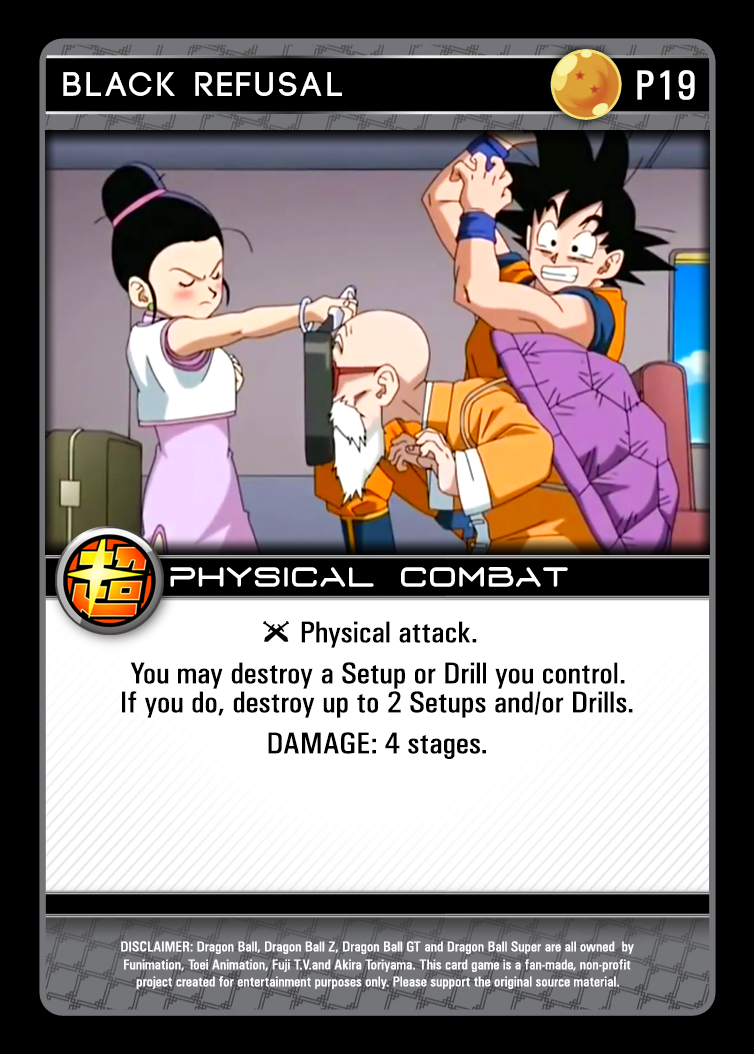 BLACK REFUSAL P19
PHYSICAL COMBAT
Physical attack.
You may destroy a Setup or Drill you control.
If you do, destroy up to 2 Setups and/or Drills.
DAMAGE: 4 stages.
DISCLAIMER: Dragon Ball, Dragon Ball Z, Dragon Ball GT and Dragon Ball Super are all owned by
Funimation, Toei Animation, Fuji T.V.and Akira Toriyama. This card game is a fan-made, non-profit
project created for entertainment purposes only. Please support the original source material.